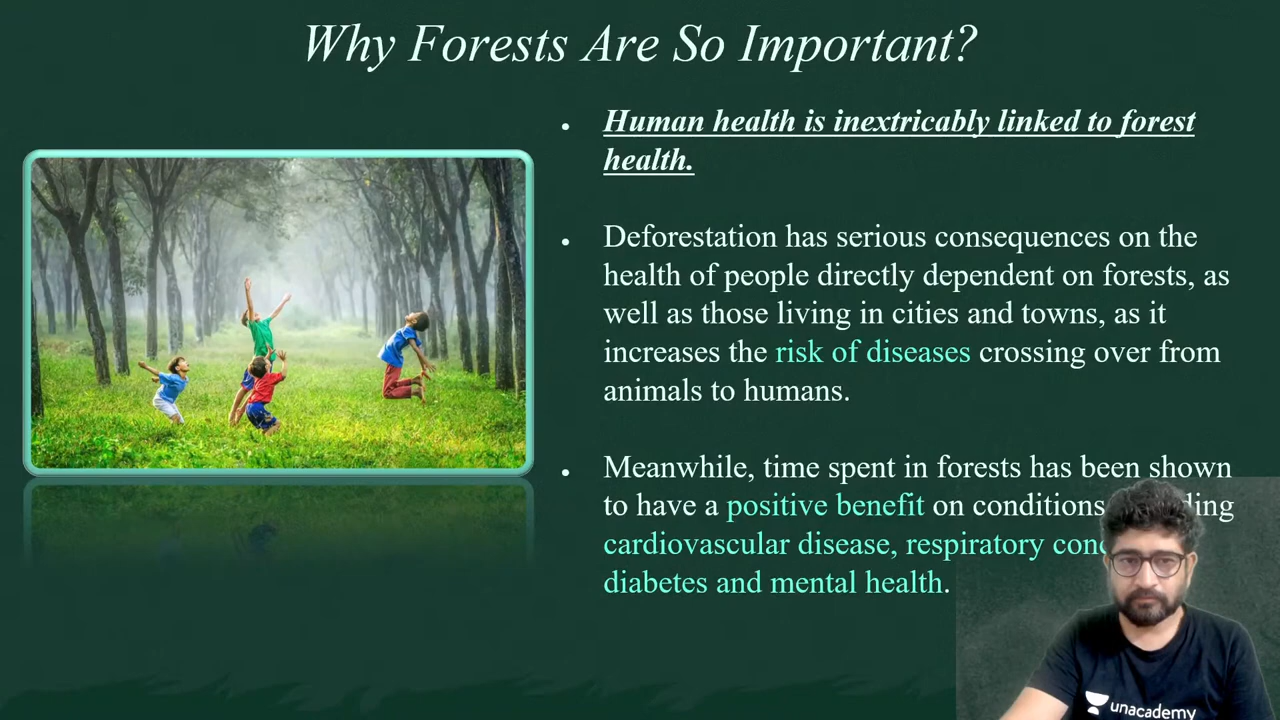 Why Forests Are So Important?
Human health is inextricably linked to forest
health.
Deforestation has serious consequences on the
health of people directly dependent on forests, as
well as those living in cities and towns, as it
increases the risk of diseases crossing over from
animals to humans.
Meanwhile, time spent in forests has been shown
to have a positive benefit on conditions
cardiovascular disease, respiratory
diabetes and mental health.
unacademy